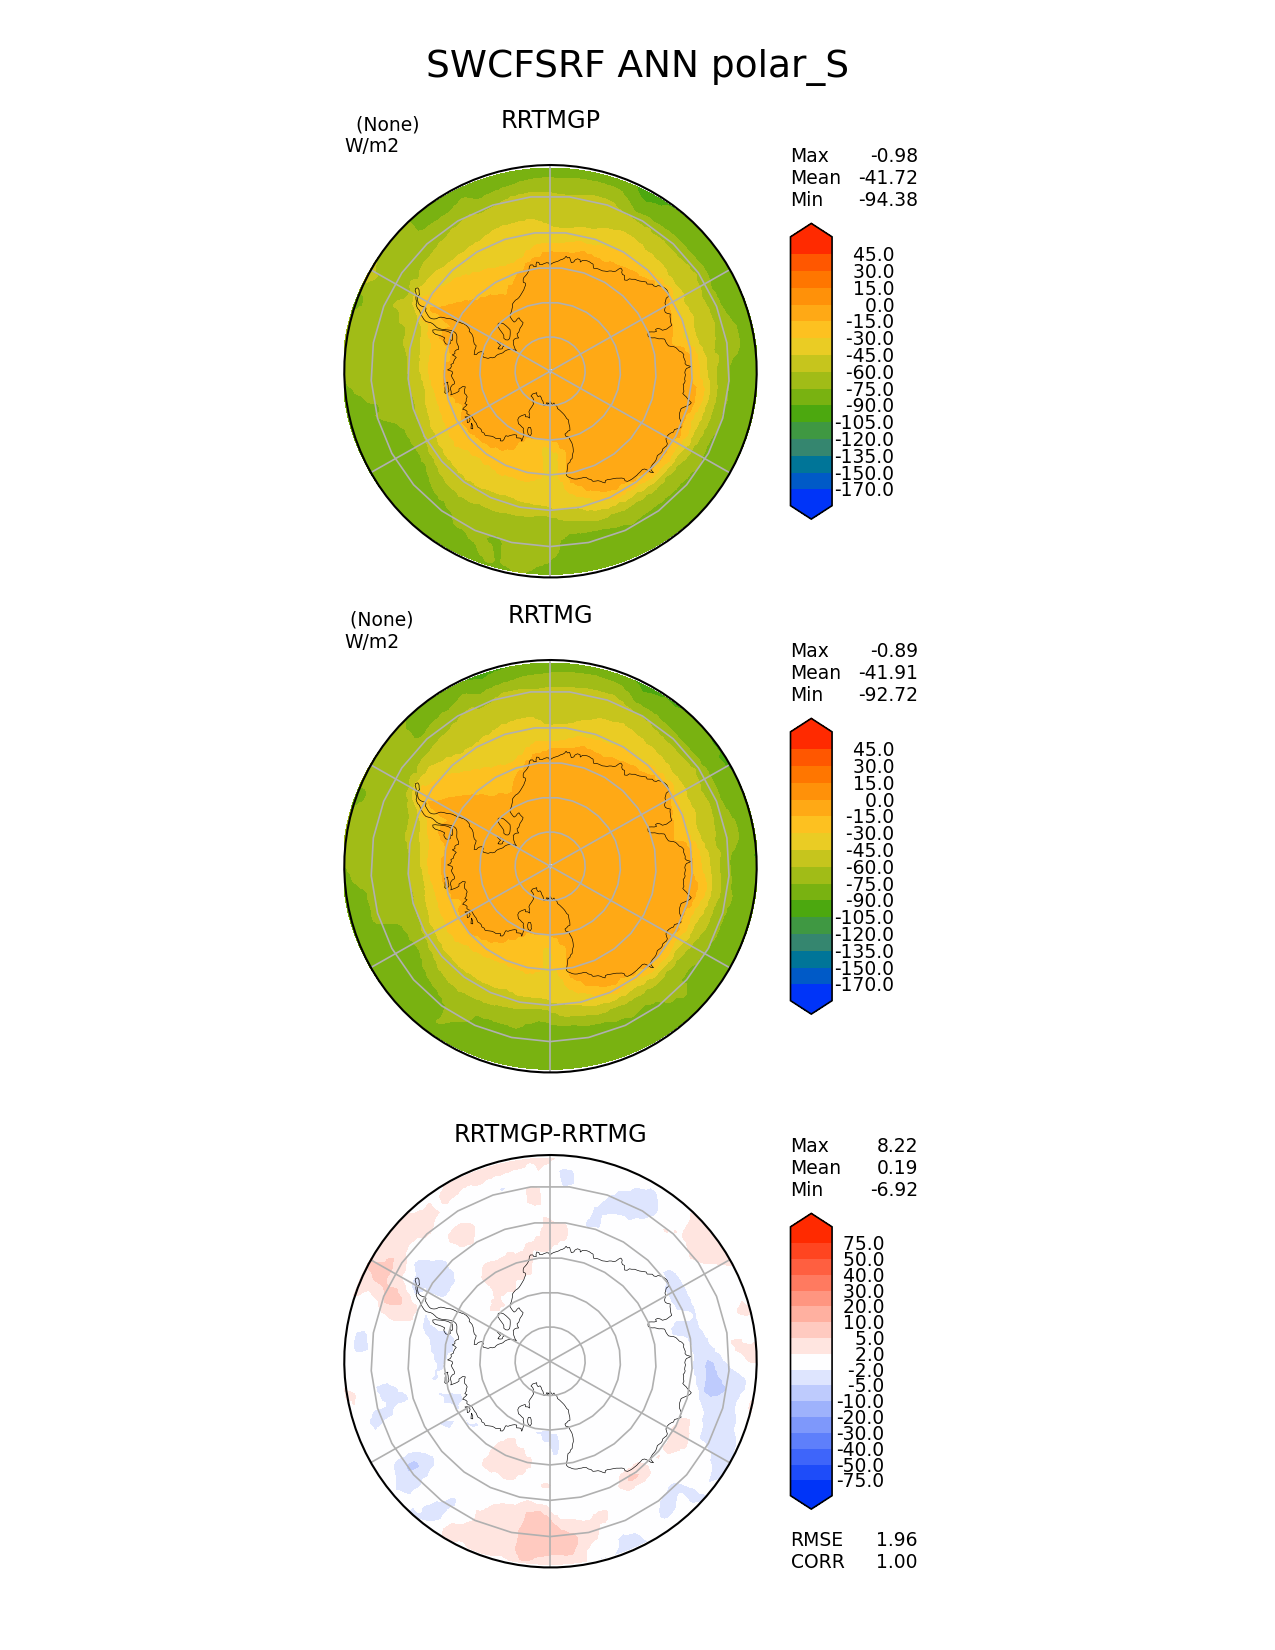 SWCFSRF ANN polar_S
(None)
W/m2
RRTMGP
Max -0.98
Mean -41.72
Min -94.38
45.0
30.0
15.0
0.0
-15.0
-30.0
-45.0
-60.0
-75.0
-90.0
-105.0
-120.0
-135.0
-150.0
-170.0
(None)
W/m2
RRTMG
Max -0.89
Mean -41.91
Min -92.72
45.0
30.0
15.0
0.0
-15.0
-30.0
-45.0
-60.0
-75.0
-90.0
-105.0
-120.0
-135.0
-150.0
-170.0
RRTMGP-RRTMG
Max 8.22
Mean 0.19
Min -6.92
75.0
50.0
40.0
30.0
20.0
10.0
5.0
2.0
-2.0
-5.0
-10.0
-20.0
-30.0
-40.0
-50.0
-75.0
RMSE 1.96
CORR 1.00